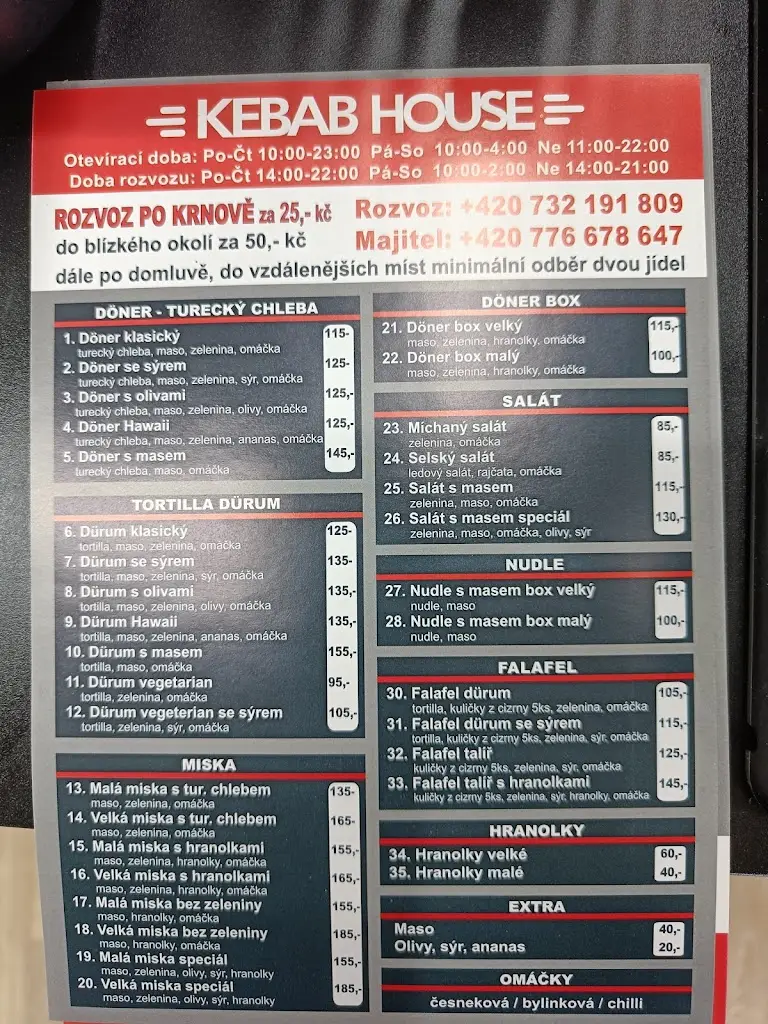 KEBAB HOUSE
Otevírací doba: Po-Čt 10:00-23:00 Pá-So 10:00-4:00 Ne 11:00-22:00
Doba rozvozu: Po-Čt 14:00-22:00 Pá-So 10:00-2:00 Ne 14:00-21:00
ROZVOZ PO KRNOVĚ za 25,- kč
do blízkého okolí za 50,- kč
Rozvoz: +420 732 191 809
Majitel: +420 776 678 647
dále po domluvě, do vzdálenějších míst minimální odběr dvou jídel
DÖNER - TURECKÝ CHLEBA
1. Döner klasický 115-
turecký chleba, maso, zelenina, omáčka
2. Döner se sýrem 125-
turecký chleba, maso, zelenina, sýr, omáčka
3. Döner s olivami 125,-
turecký chleba, maso, zelenina, olivy, omáčka
4. Döner Hawaii 125,-
turecký chleba, maso, zelenina, ananas, omáčka
5. Döner s masem 145,-
turecký chleba, maso, omáčka
TORTILLA DÜRUM
6. Dürum klasický 125-
tortilla, maso, zelenina, omáčka
7. Dürum se sýrem 135-
tortilla, maso, zelenina, sýr, omáčka
8. Dürum s olivami 135,-
tortilla, maso, zelenina, olivy, omáčka
9. Dürum Hawaii 135,-
tortilla, maso, zelenina, ananas, omáčka
10. Dürum s masem 155,-
tortilla, maso, omáčka
11. Dürum vegetarian 95,-
tortilla, zelenina, omáčka
12. Dürum vegeterian se sýrem 105,-
tortilla, zelenina, sýr, omáčka
MISKA
13. Malá miska s tur. chlebem 135-
maso, zelenina, omáčka
14. Velká miska s tur. chlebem 165-
maso, zelenina, omáčka
15. Malá miska s hranolkami 155,-
maso, zelenina, hranolky, omáčka
16. Velká miska s hranolkami 165,-
maso, zelenina, hranolky, omáčka
17. Malá miska bez zeleniny 155,-
maso, hranolky, omáčka
18. Velká miska bez zeleniny 185,-
maso, hranolky, omáčka
19. Malá miska speciál 155,-
maso, zelenina, olivy, sýr, hranolky
20. Velká miska speciál 185,-
maso, zelenina, olivy, sýr, hranolky
DÖNER BOX
21. Döner box velký 115,-
maso, zelenina, hranolky, omáčka
22. Döner box malý 100,-
maso, zelenina, hranolky, omáčka
SALÁT
23. Míchaný salát 85,-
zelenina, omáčka
24. Selský salát 85,-
ledový salát, rajčata, omáčka
25. Salát s masem 115,-
zelenina, maso, omáčka
26. Salát s masem speciál 130,-
zelenina, maso, omáčka, olivy, sýr
NUDLE
27. Nudle s masem box velký 115,-
nudle, maso
28. Nudle s masem box malý 100,-
nudle, maso
FALAFEL
30. Falafel dürum 105,-
tortilla, kuličky z cizrny 5ks, zelenina, omáčka
31. Falafel dürum se sýrem 115,-
tortilla, kuličky z cizrny 5ks, zelenina, sýr, omáčka
32. Falafel talíř 125,-
kuličky z cizrny 5ks, zelenina, sýr, omáčka
33. Falafel talíř s hranolkami 145,-
kuličky z cizrny 5ks, zelenina, sýr, hranolky, omáčka
HRANOLKY
34. Hranolky velké 60,-
35. Hranolky malé 40,-
EXTRA
Maso 40,-
Olivy, sýr, ananas 20,-
OMÁČKY
česneková / bylinková / chilli